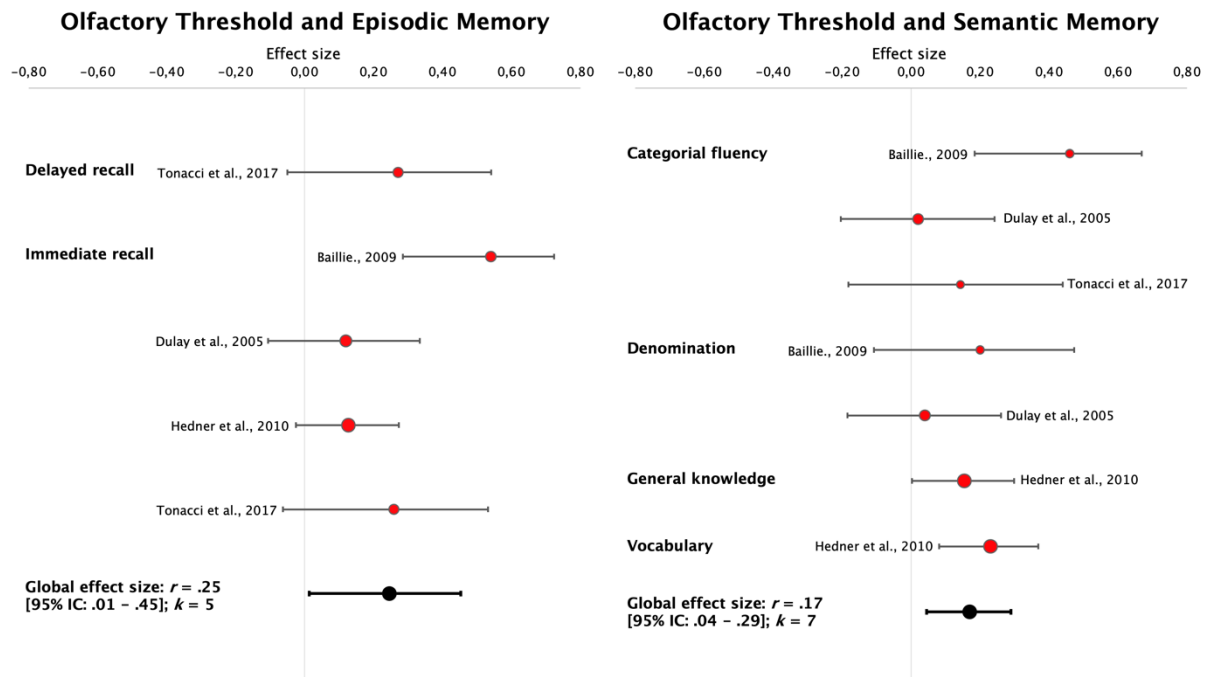 Olfactory Threshold and Episodic Memory
Effect size
-0,80 -0,60 -0,40 -0,20 0,00 0,20 0,40 0,60 0,80
Delayed recall Tonacci et al., 2017
Immediate recall Baillie., 2009
Dulay et al., 2005
Hedner et al., 2010
Tonacci et al., 2017
Global effect size: r = .25
[95% IC: .01 – .45]; k = 5
Olfactory Threshold and Semantic Memory
Effect size
-0,80 -0,60 -0,40 -0,20 0,00 0,20 0,40 0,60 0,80
Categorial fluency Baillie., 2009
Dulay et al., 2005
Tonacci et al., 2017
Denomination Baillie., 2009
Dulay et al., 2005
General knowledge Hedner et al., 2010
Vocabulary Hedner et al., 2010
Global effect size: r = .17
[95% IC: .04 – .29]; k = 7